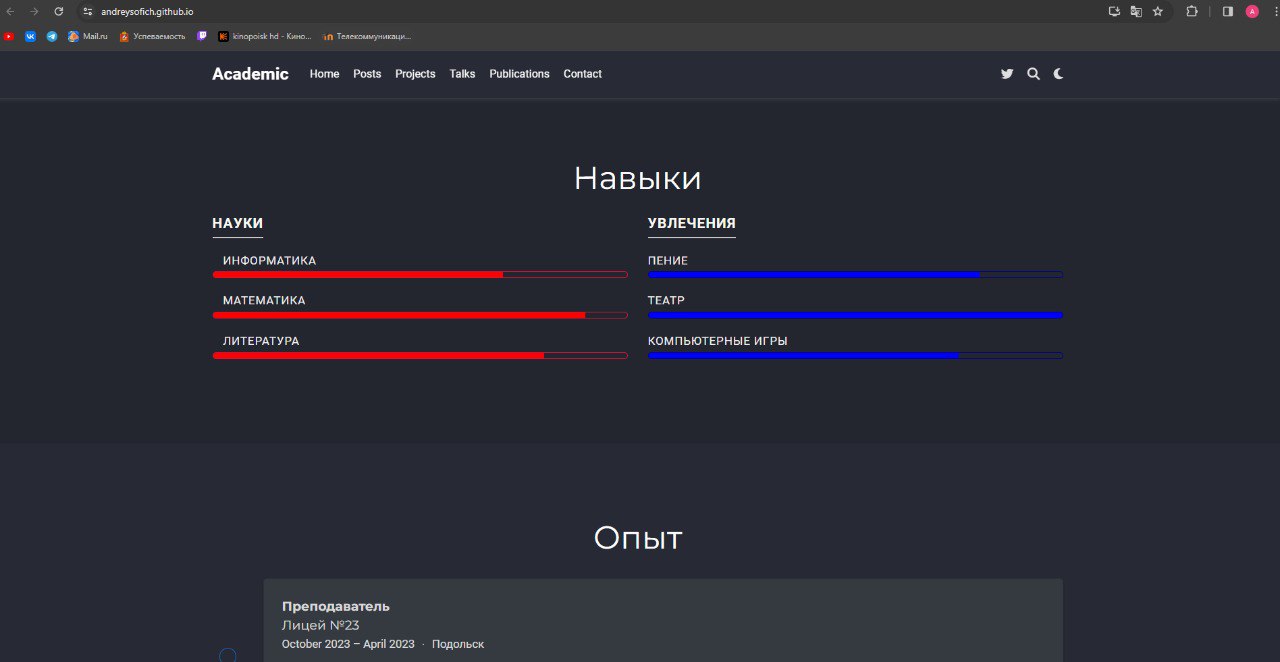 andreysofich.github.io
Mail.ru Успеваемость kinopoisk hd - Кино... Телекоммуникаци...
Academic Home Posts Projects Talks Publications Contact
Навыки
НАУКИ
ИНФОРМАТИКА
МАТЕМАТИКА
ЛИТЕРАТУРА
УВЛЕЧЕНИЯ
ПЕНИЕ
ТЕАТР
КОМПЬЮТЕРНЫЕ ИГРЫ
Опыт
Преподаватель
Лицей №23
October 2023 – April 2023 · Подольск